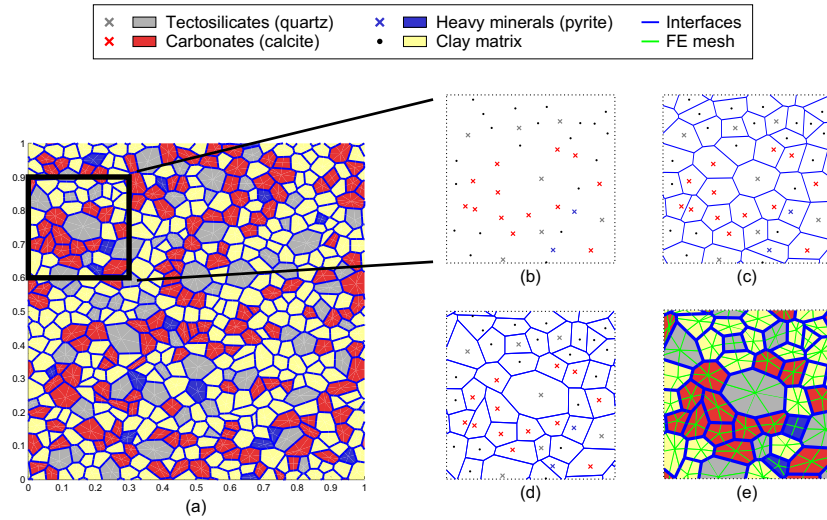 Tectosilicates (quartz) Heavy minerals (pyrite) Interfaces
Carbonates (calcite) Clay matrix FE mesh
1
0.9
0.8
0.7
0.6
0.5
0.4
0.3
0.2
0.1
0
0 0.1 0.2 0.3 0.4 0.5 0.6 0.7 0.8 0.9 1
(a)
(b) (c)
(d) (e)